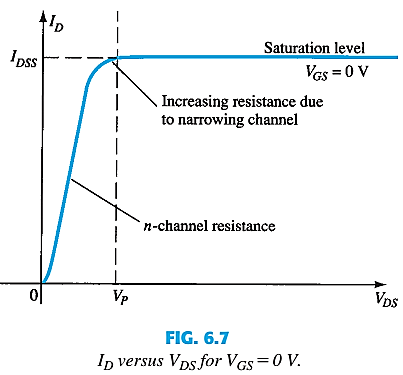 I_D
I_DSS
Saturation level
V_GS = 0 V
Increasing resistance due
to narrowing channel
n-channel resistance
0
V_P
V_DS
FIG. 6.7
I_D versus V_DS for V_GS = 0 V.